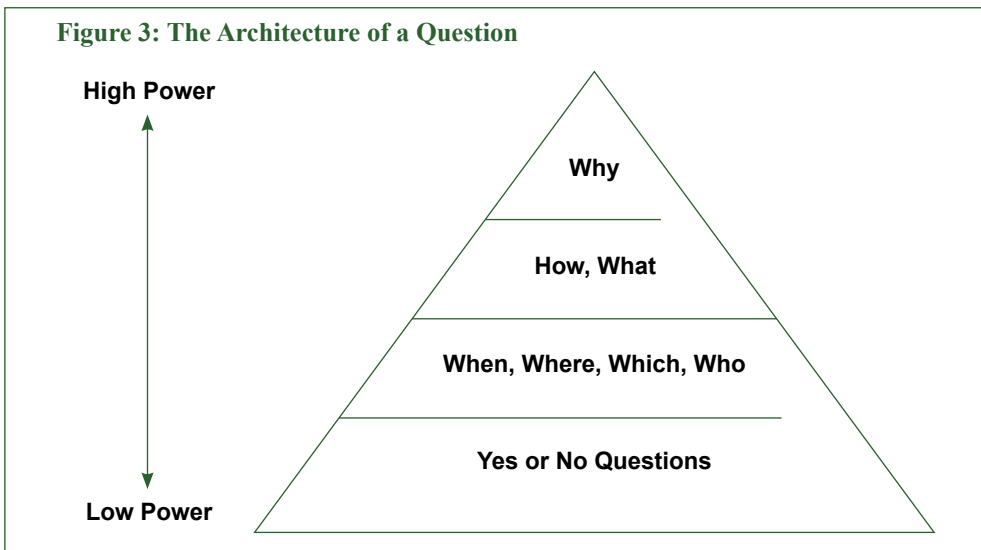 Figure 3: The Architecture of a Question
High Power
Why
How, What
When, Where, Which, Who
Yes or No Questions
Low Power